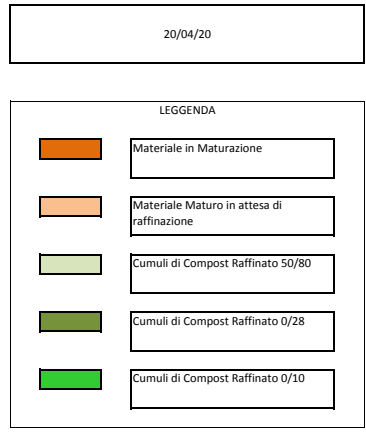 20/04/20
LEGGENDA
Materiale in Maturazione
Materiale Maturo in attesa di
raffinazione
Cumuli di Compost Raffinato 50/80
Cumuli di Compost Raffinato 0/28
Cumuli di Compost Raffinato 0/10